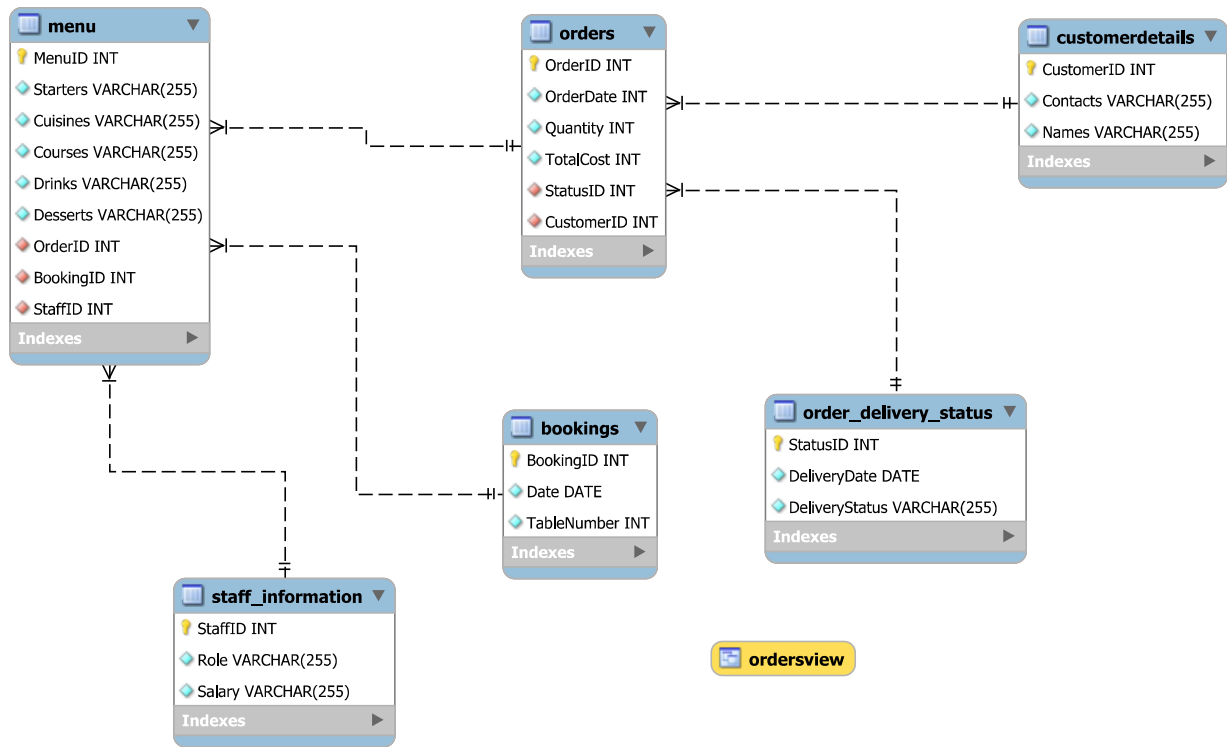 menu
MenuID INT
Starters VARCHAR(255)
Cuisines VARCHAR(255)
Courses VARCHAR(255)
Drinks VARCHAR(255)
Desserts VARCHAR(255)
OrderID INT
BookingID INT
StaffID INT
Indexes
orders
OrderID INT
OrderDate INT
Quantity INT
TotalCost INT
StatusID INT
CustomerID INT
Indexes
customerdetails
CustomerID INT
Contacts VARCHAR(255)
Names VARCHAR(255)
Indexes
bookings
BookingID INT
Date DATE
TableNumber INT
Indexes
order_delivery_status
StatusID INT
DeliveryDate DATE
DeliveryStatus VARCHAR(255)
Indexes
staff_information
StaffID INT
Role VARCHAR(255)
Salary VARCHAR(255)
Indexes
ordersview